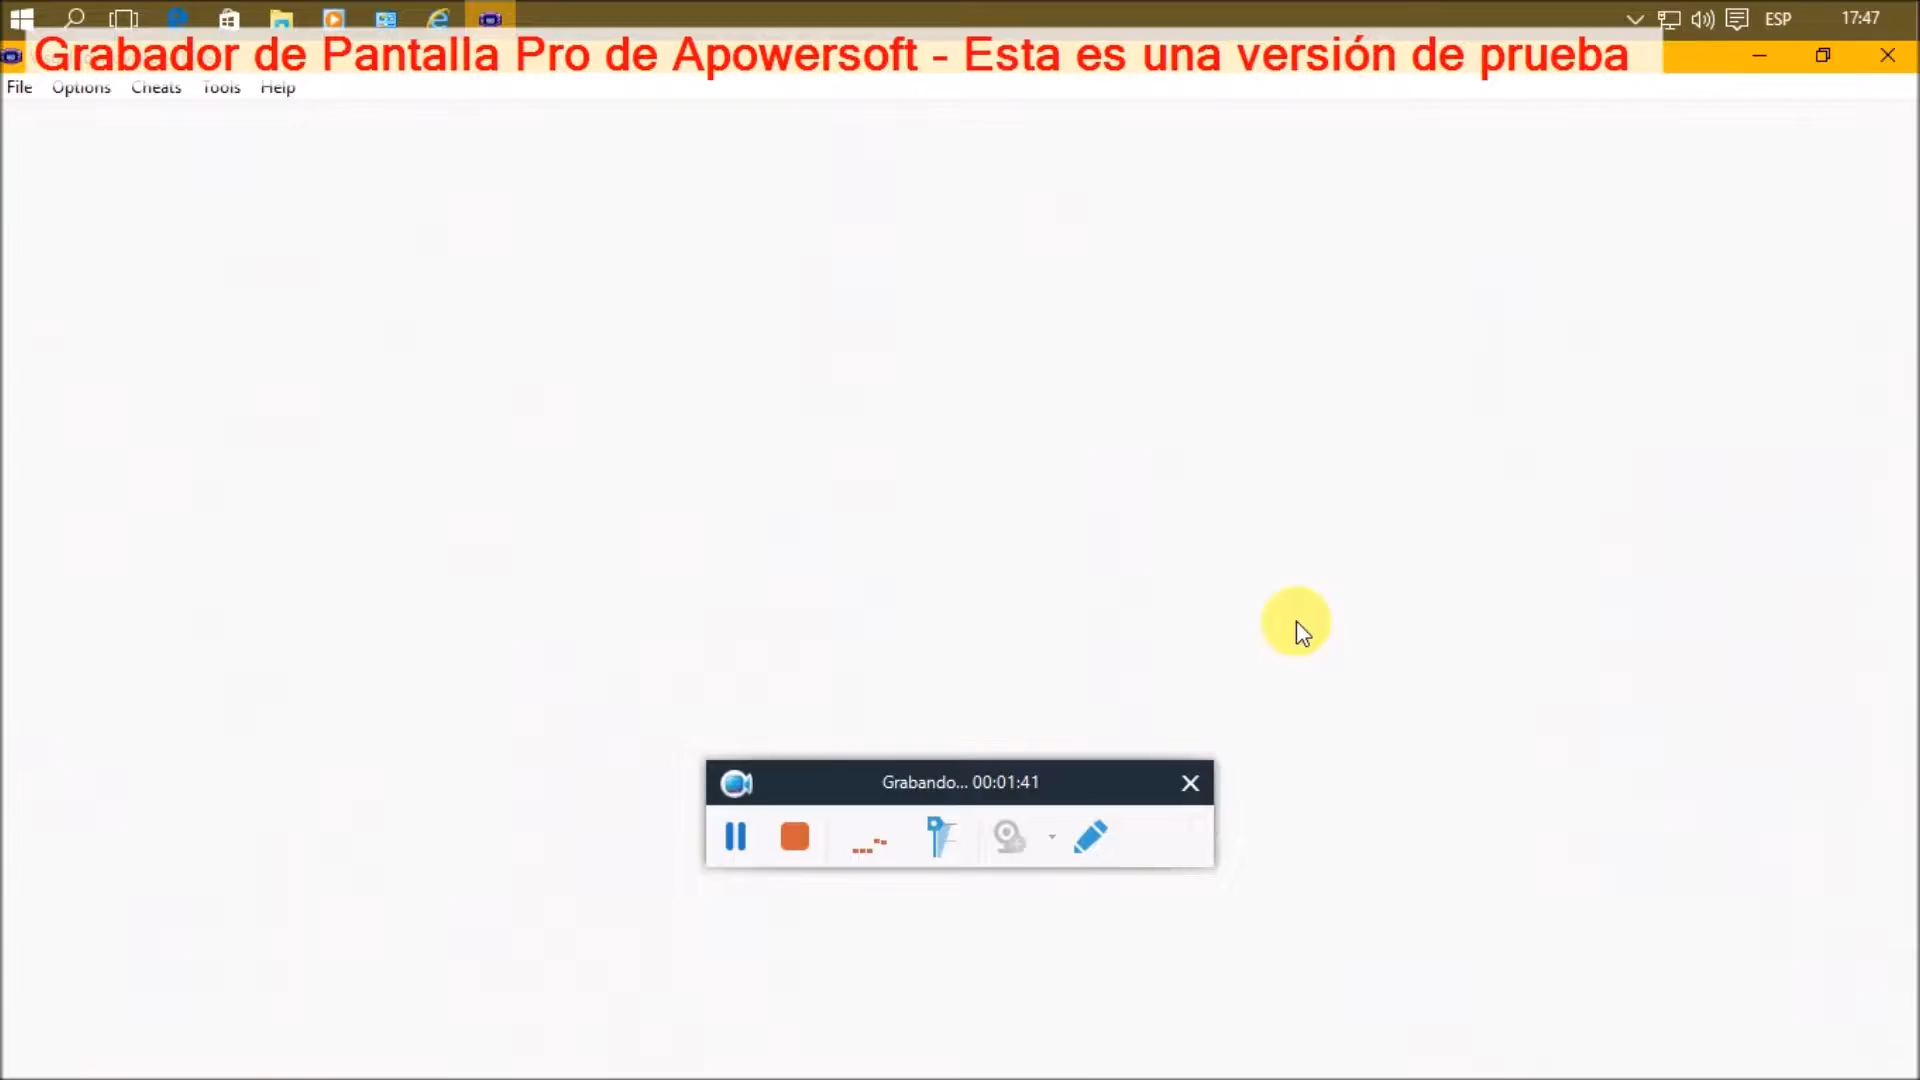 ESP 17:47
Grabador de Pantalla Pro de Apowersoft - Esta es una versión de prueba
File Options Cheats Tools Help
Grabando... 00:01:41